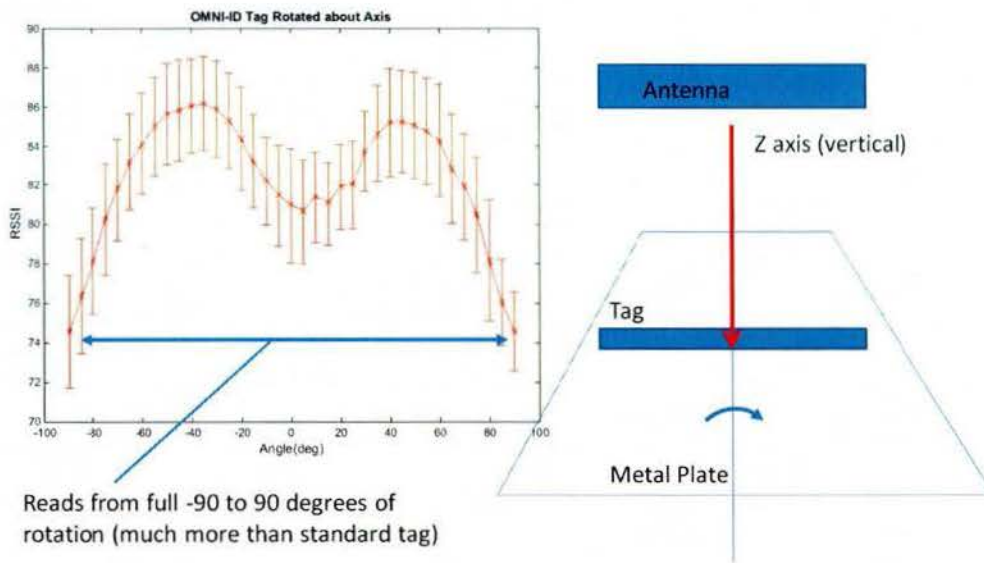 OMNI-ID Tag Rotated about Axis
90
88
86
84
82
80
78
76
74
72
70
RSSI
-100
-80
-60
-40
-20
0
20
40
60
80
100
Angle(deg)
Reads from full -90 to 90 degrees of
rotation (much more than standard tag)
Antenna
Z axis (vertical)
Tag
Metal Plate